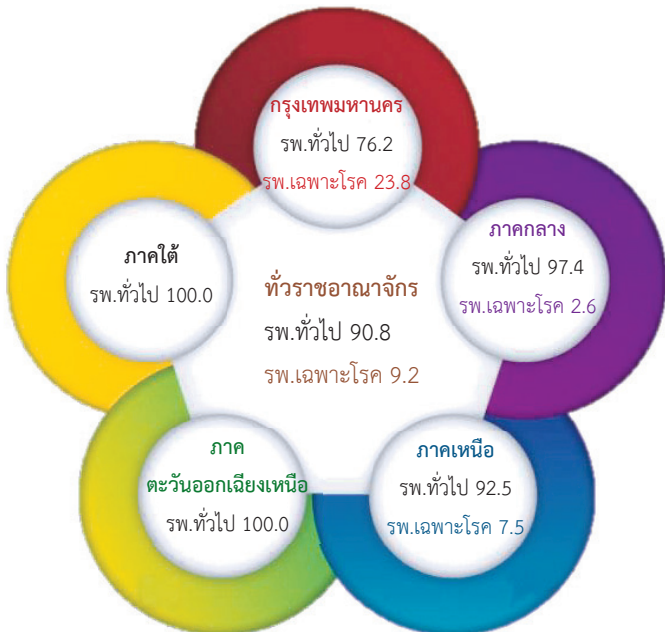 กรุงเทพมหานคร
รพ.ทั่วไป 76.2
รพ.เฉพาะโรค 23.8
ภาคกลาง
รพ.ทั่วไป 97.4
รพ.เฉพาะโรค 2.6
ภาคใต้
รพ.ทั่วไป 100.0
ทั่วราชอาณาจักร
รพ.ทั่วไป 90.8
รพ.เฉพาะโรค 9.2
ภาค
ตะวันออกเฉียงเหนือ
รพ.ทั่วไป 100.0
ภาคเหนือ
รพ.ทั่วไป 92.5
รพ.เฉพาะโรค 7.5